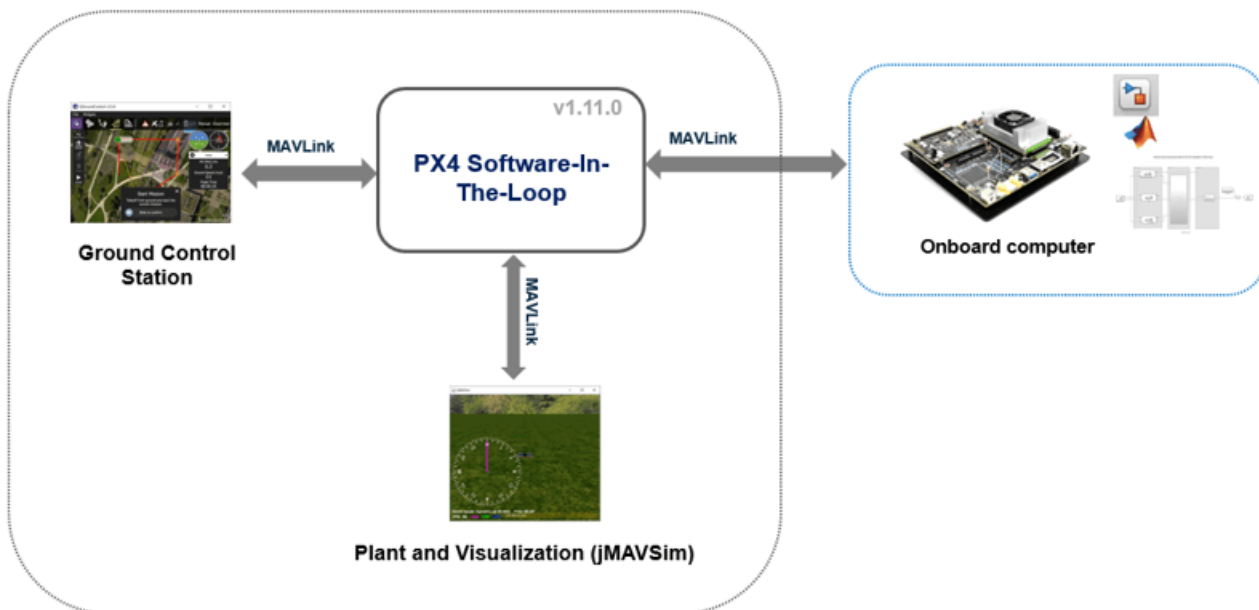 v1.11.0
MAVLink
PX4 Software-In-
The-Loop
MAVLink
Ground Control
Station
MAVLink
Onboard computer
Plant and Visualization (jMAVSim)